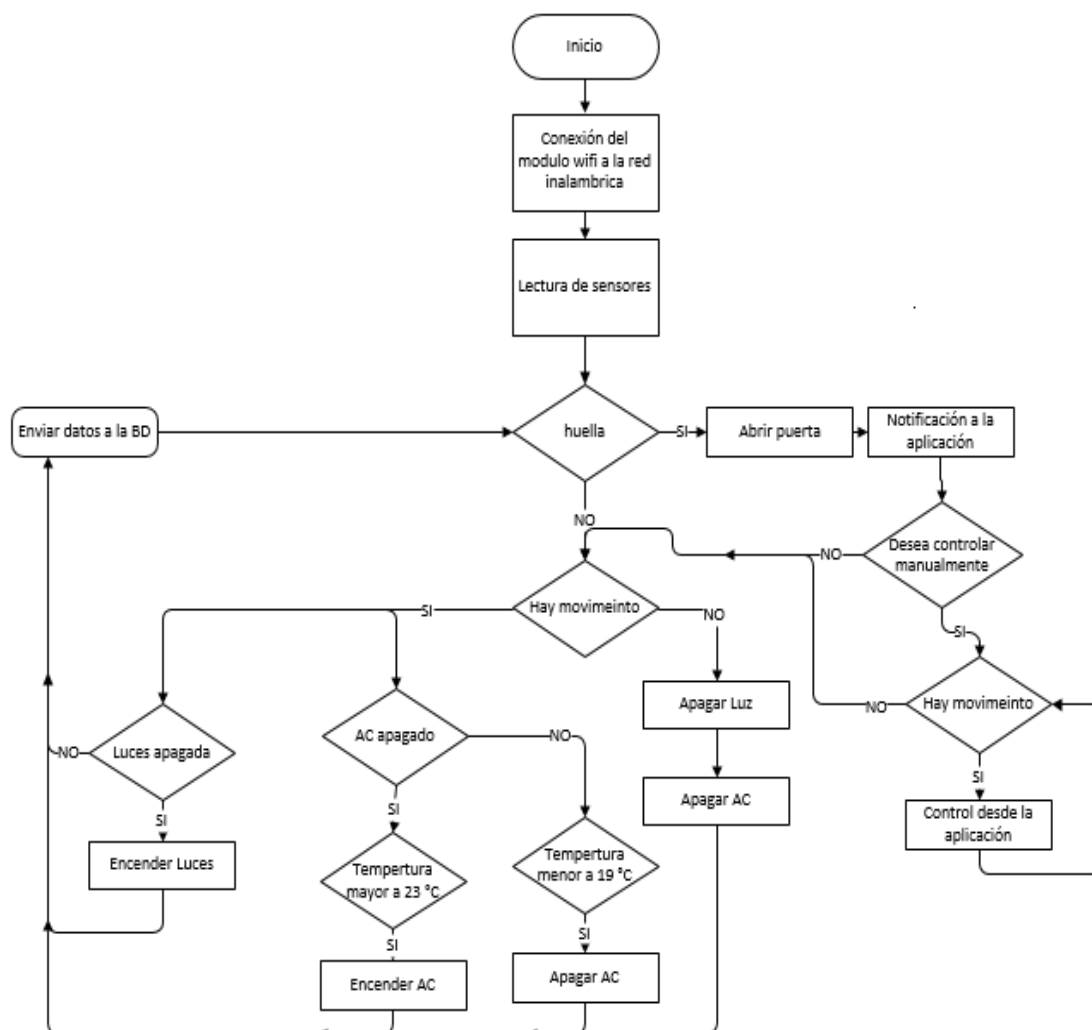 Inicio
Conexión del
modulo wifi a la red
inalambrica
Lectura de sensores
Enviar datos a la BD
huella
SI
Abrir puerta
Notificación a la
aplicación
NO
Desea controlar
manualmente
NO
SI
Hay movimeinto
SI
NO
Hay movimeinto
NO
SI
Luces apagada
NO
SI
AC apagado
NO
SI
Apagar Luz
Apagar AC
Control desde la
aplicación
Encender Luces
Tempertura
mayor a 23 °C
SI
Tempertura
menor a 19 °C
SI
Encender AC
Apagar AC